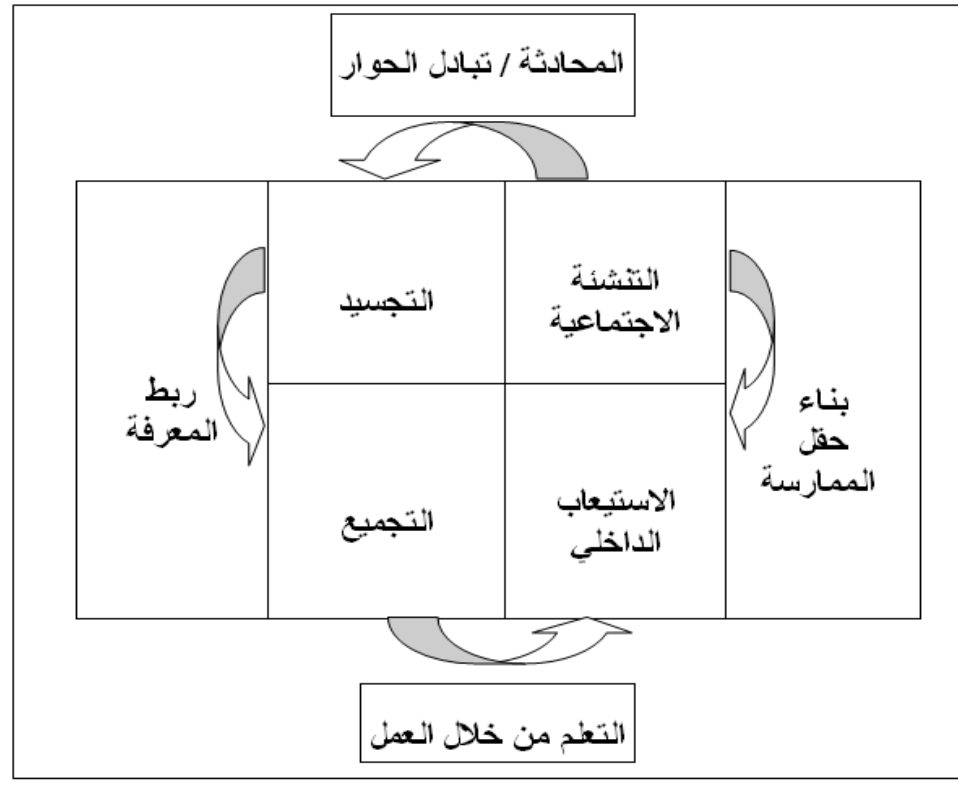 المحادثة / تبادل الحوار
التنشئة
الاجتماعية
التجسيد
بناء
حقل
الممارسة
ربط
المعرفة
الاستيعاب
الداخلي
التجميع
التعلم من خلال العمل